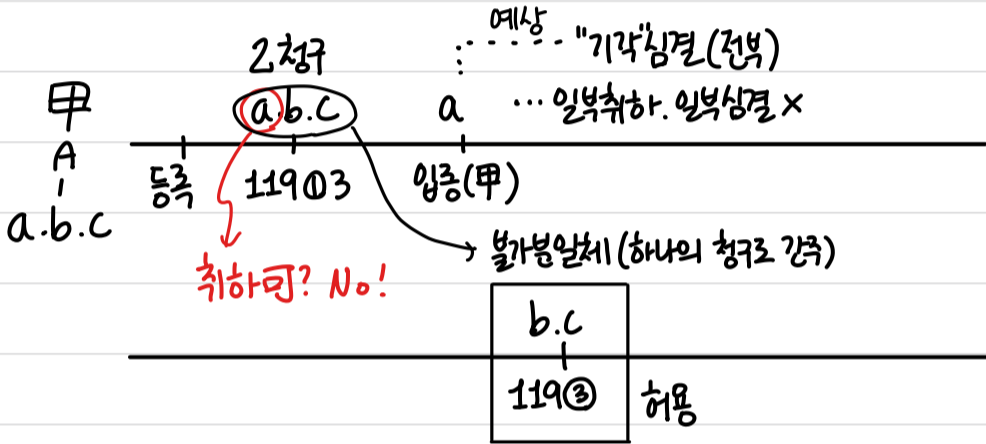 예상
乙청구
"기각"심결(전부)
甲
a.b.c
a
… 일부취하. 일부심결 ×
A
등록
119①3
입증(甲)
a.b.c
불가분일체(하나의 청구로 간주)
취하可? No!
b.c
119③
허용